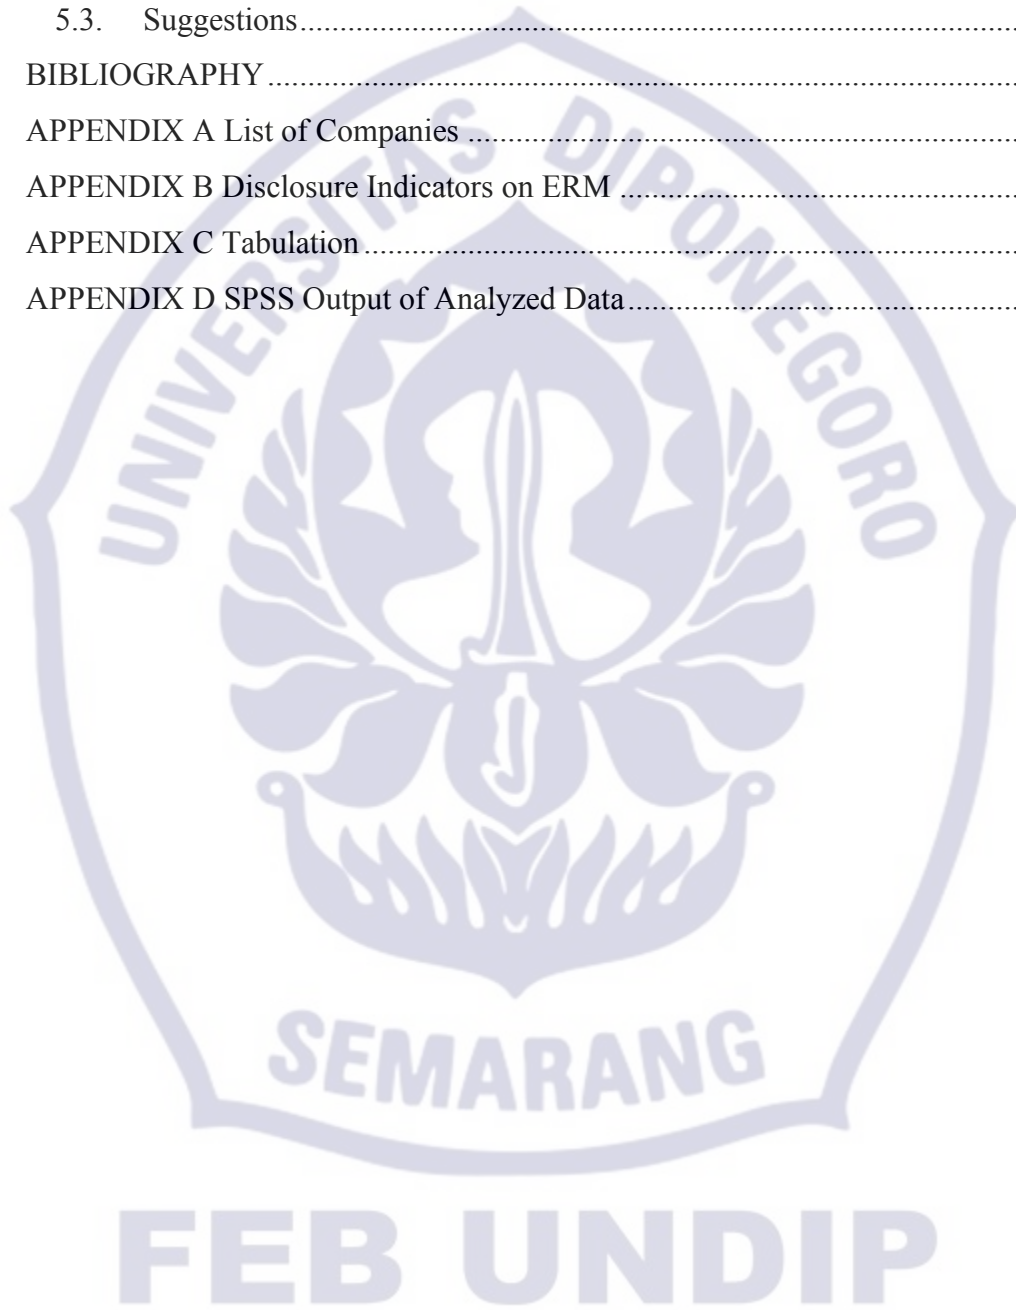 5.3. Suggestions........................................................................................
BIBLIOGRAPHY........................................................................................
APPENDIX A List of Companies........................................................................................
APPENDIX B Disclosure Indicators on ERM........................................................................................
APPENDIX C Tabulation........................................................................................
APPENDIX D SPSS Output of Analyzed Data........................................................................................
UNIVERSITAS DIPONEGORO
SEMARANG
FEB UNDIP